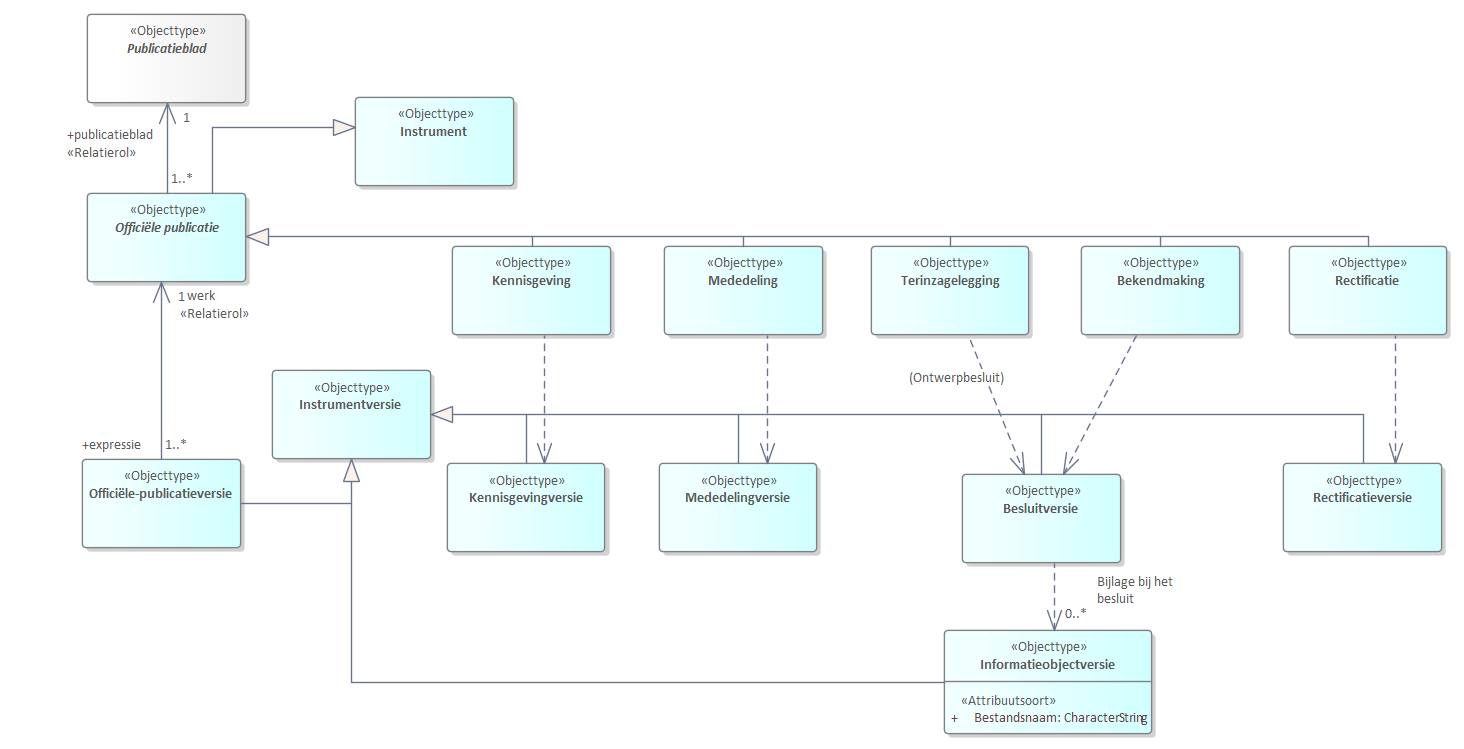 «Objecttype»
Publicatieblad
1
+publicatieblad
«Relatierol»
1..*
«Objecttype»
Instrument
«Objecttype»
Officiële publicatie
«Objecttype»
Kennisgeving
«Objecttype»
Mededeling
«Objecttype»
Terinzagelegging
«Objecttype»
Bekendmaking
«Objecttype»
Rectificatie
1 werk
«Relatierol»
(Ontwerpbesluit)
«Objecttype»
Instrumentversie
+expressie 1..*
«Objecttype»
Officiële-publicatieversie
«Objecttype»
Kennisgevingversie
«Objecttype»
Mededelingversie
«Objecttype»
Besluitversie
«Objecttype»
Rectificatieversie
Bijlage bij het
besluit
0..*
«Objecttype»
Informatieobjectversie
«Attribuutsoort»
+ Bestandsnaam: CharacterString